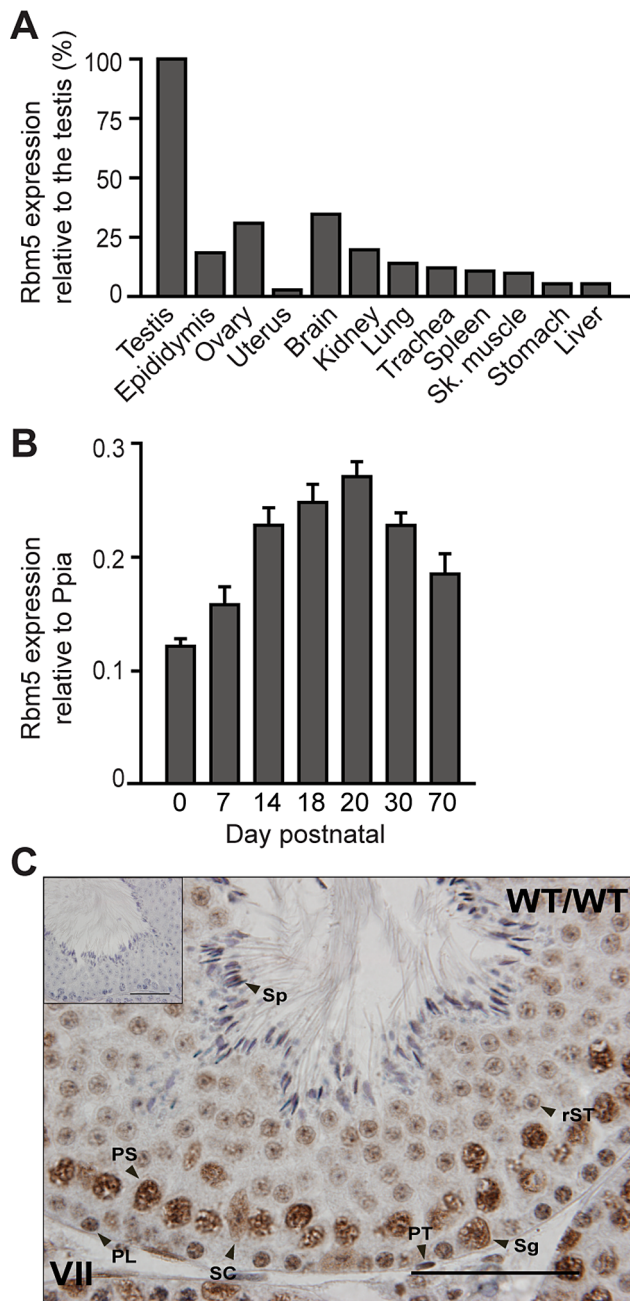 A
Rbm5 expression
relative to the testis (%)
100
75
50
25
0
Testis
Epididymis
Ovary
Uterus
Brain
Kidney
Lung
Trachea
Spleen
Sk. muscle
Stomach
Liver
B
Rbm5 expression
relative to Ppia
0.3
0.2
0.1
0
0 7 14 18 20 30 70
Day postnatal
C
WT/WT
Sp
rST
PS
PL
SC
PT
Sg
VII